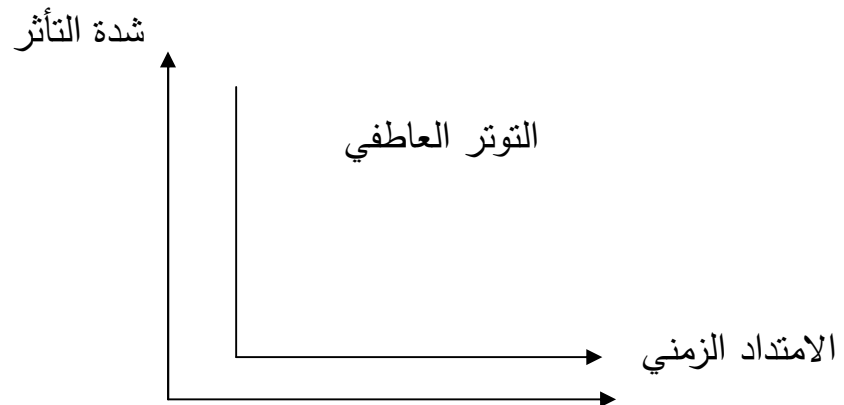 شدة التأثر
التوتر العاطفي
الامتداد الزمني